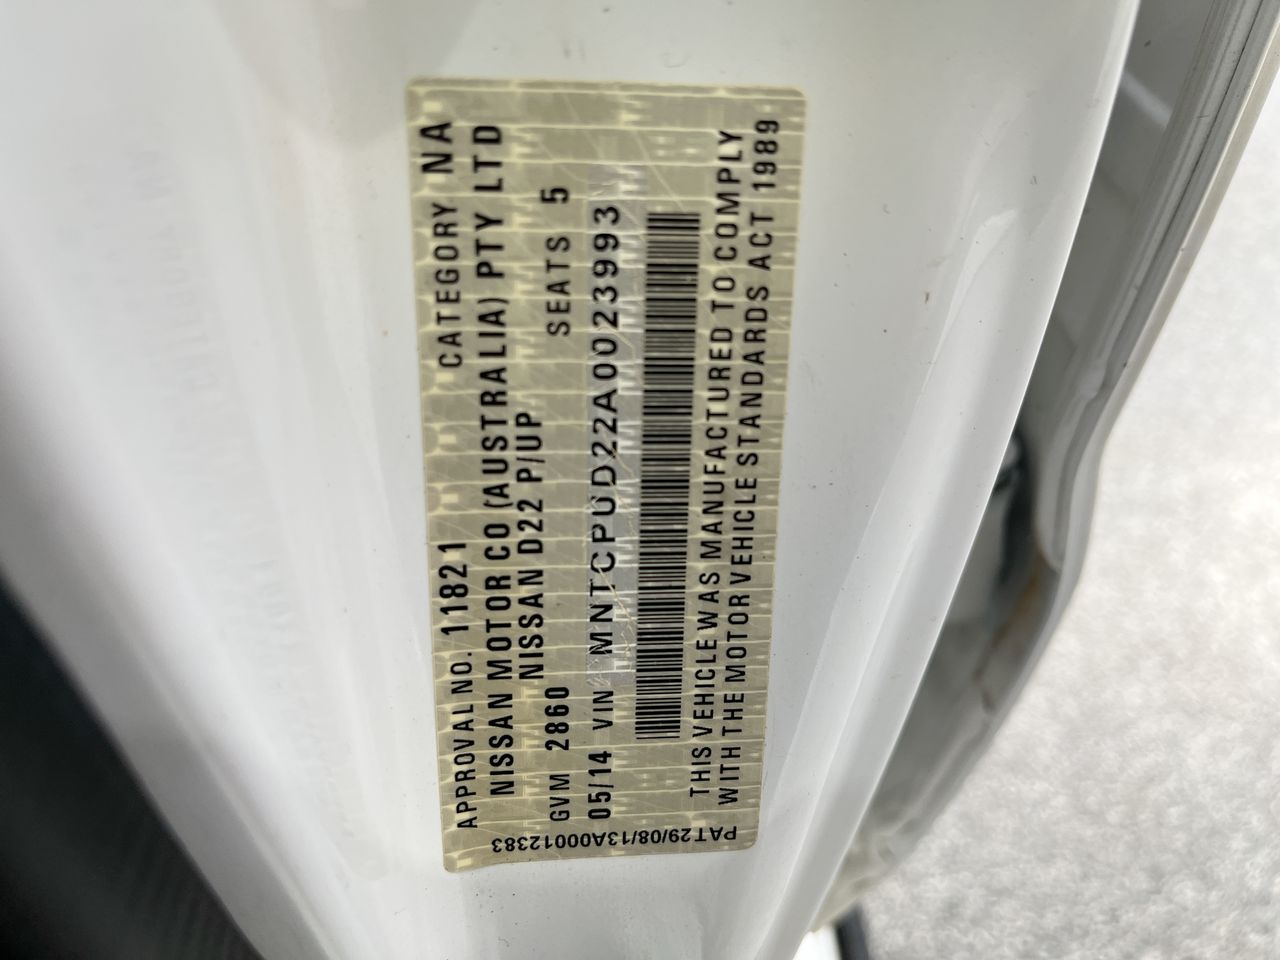 APPROVAL NO. 11821 CATEGORY NA
NISSAN MOTOR CO (AUSTRALIA) PTY LTD
NISSAN D22 P/UP
GVM 2860 SEATS 5
05/14 VIN MNTCPUD22A0023993
THIS VEHICLE WAS MANUFACTURED TO COMPLY
WITH THE MOTOR VEHICLE STANDARDS ACT 1989
PAT29/08/13A00012383